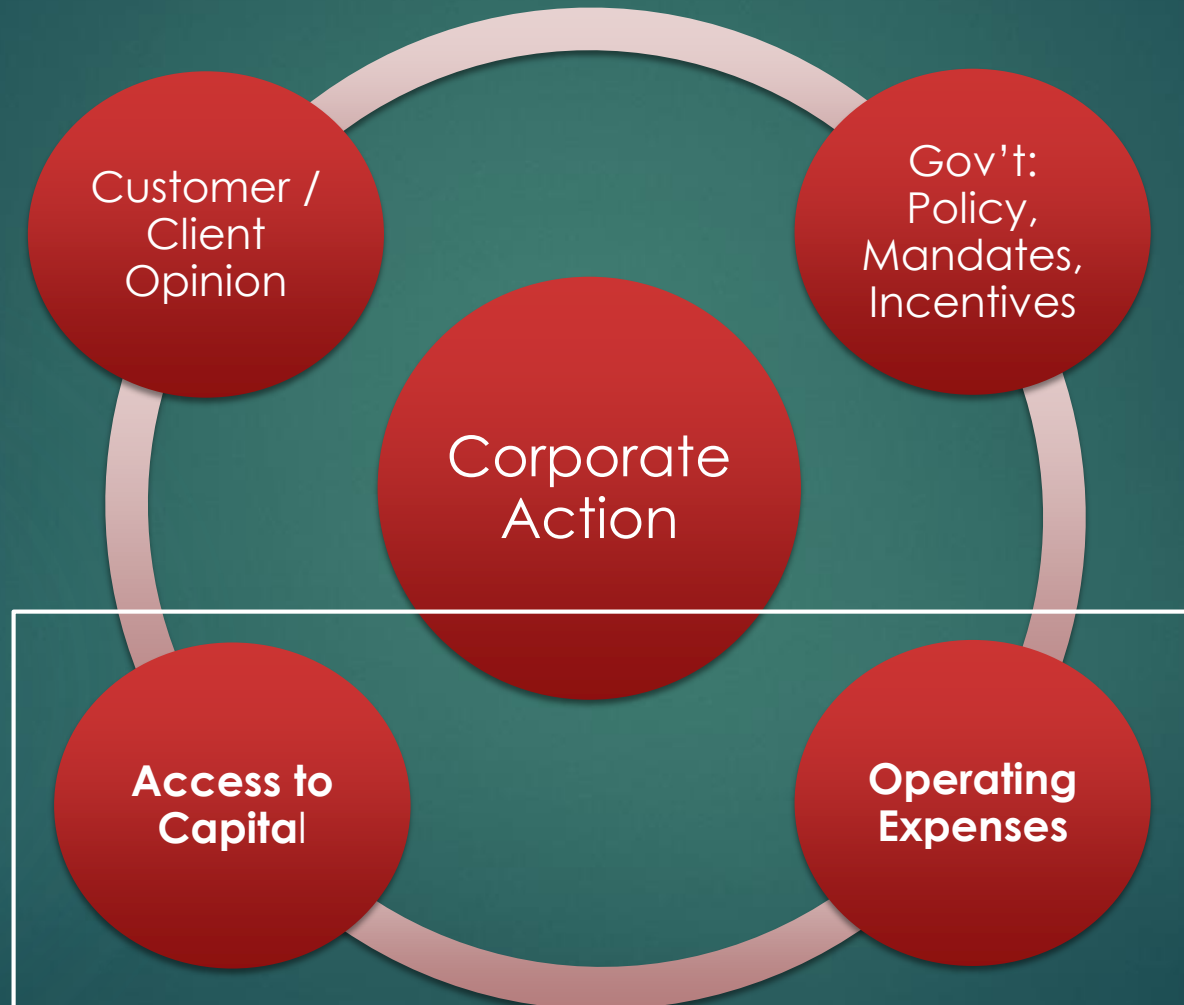 Customer /
Client
Opinion
Gov’t:
Policy,
Mandates,
Incentives
Corporate
Action
Access to
Capital
Operating
Expenses